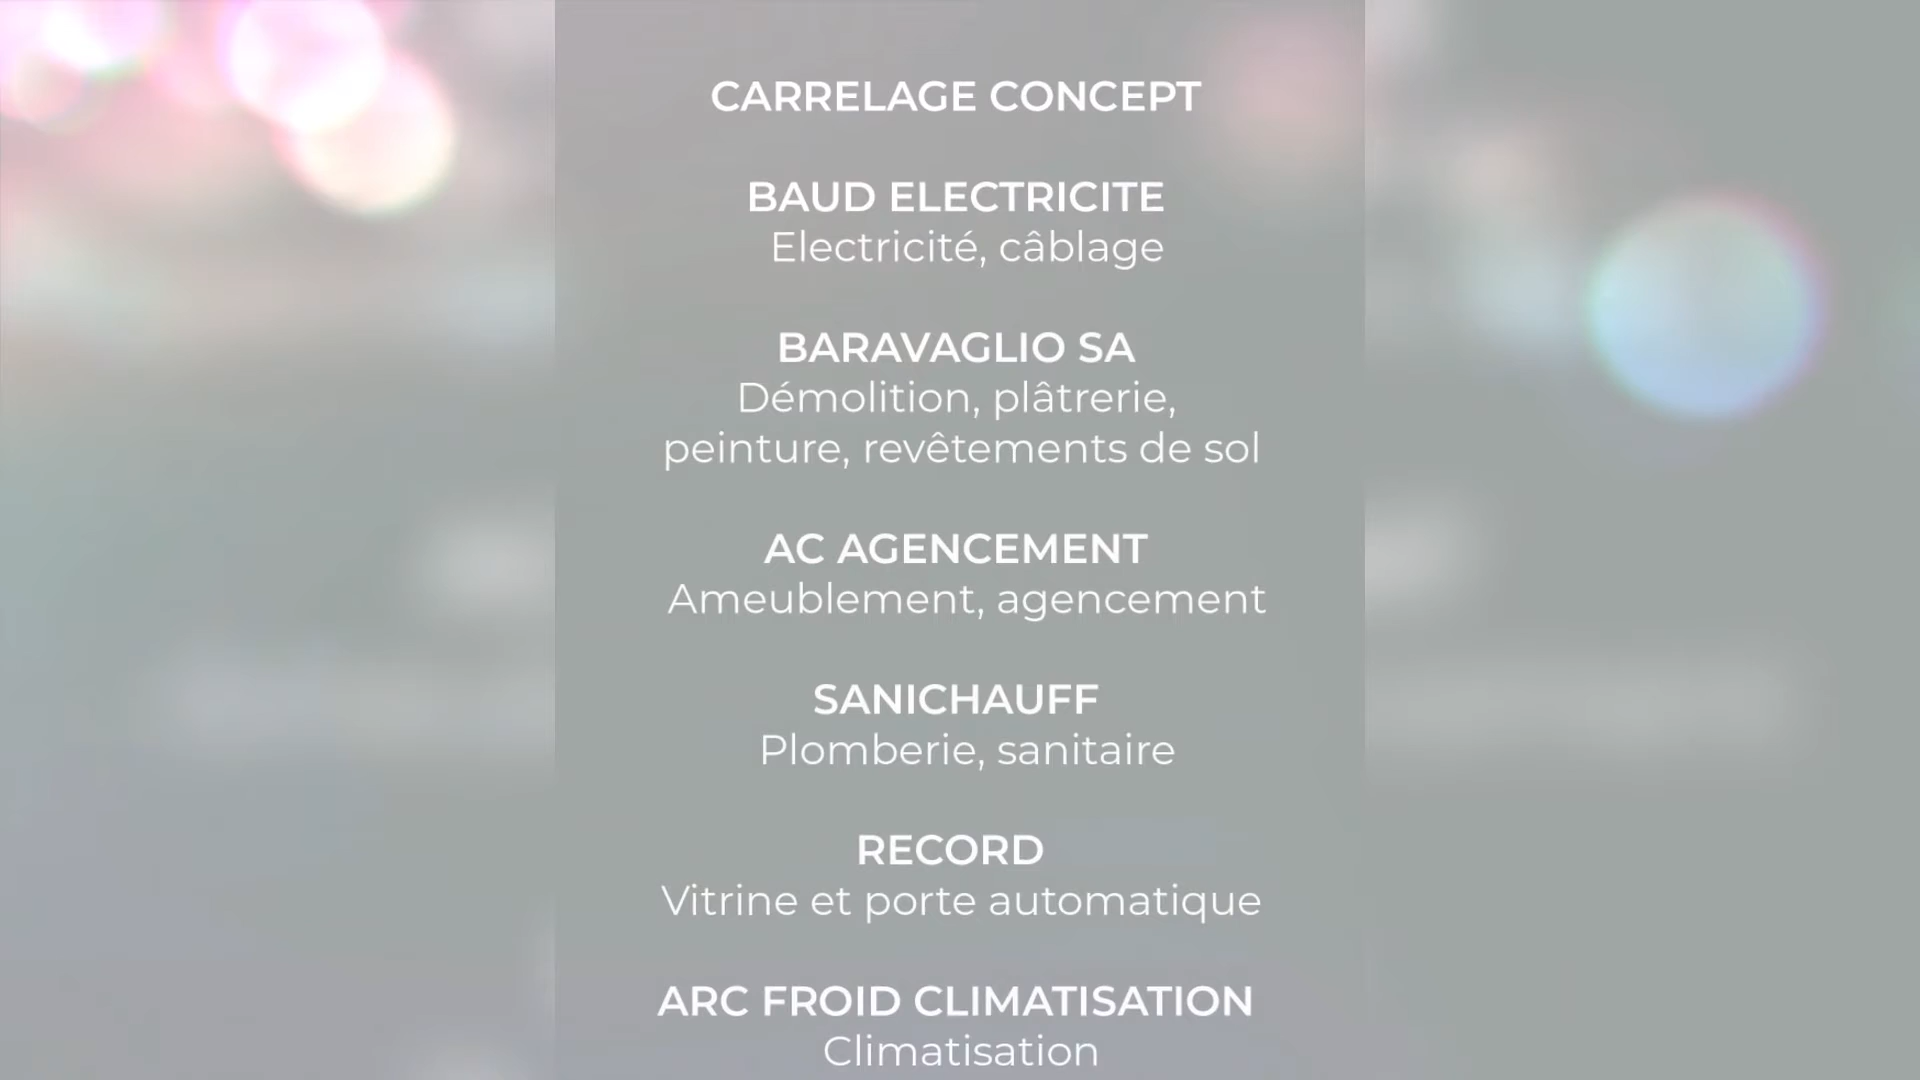 CARRELAGE CONCEPT
BAUD ELECTRICITE
Electricité, câblage
BARAVAGLIO SA
Démolition, plâtrerie,
peinture, revêtements de sol
AC AGENCEMENT
Ameublement, agencement
SANICHAUFF
Plomberie, sanitaire
RECORD
Vitrine et porte automatique
ARC FROID CLIMATISATION
Climatisation